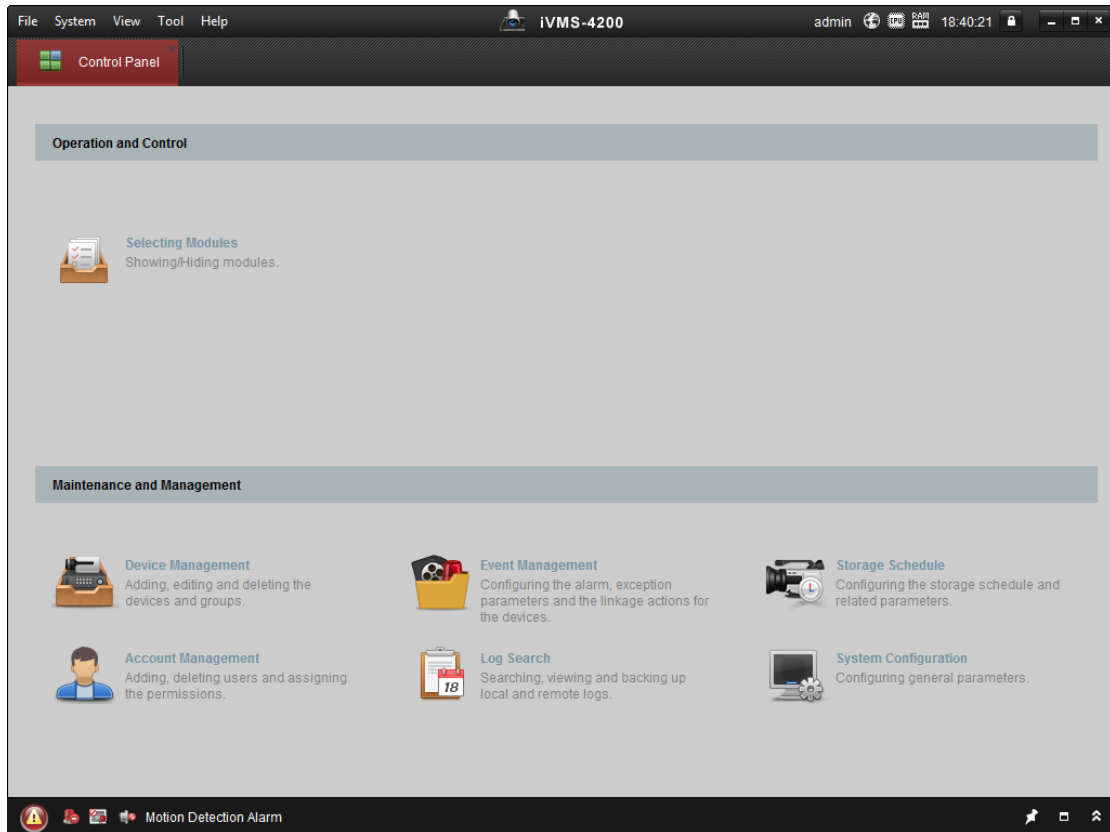 File System View Tool Help iVMS-4200 admin CPU RAM 18:40:21
Control Panel
Operation and Control
Selecting Modules
Showing/Hiding modules.
Maintenance and Management
Device Management
Adding, editing and deleting the
devices and groups.
Event Management
Configuring the alarm, exception
parameters and the linkage actions for
the devices.
Storage Schedule
Configuring the storage schedule and
related parameters.
Account Management
Adding, deleting users and assigning
the permissions.
18
Log Search
Searching, viewing and backing up
local and remote logs.
System Configuration
Configuring general parameters.
Motion Detection Alarm